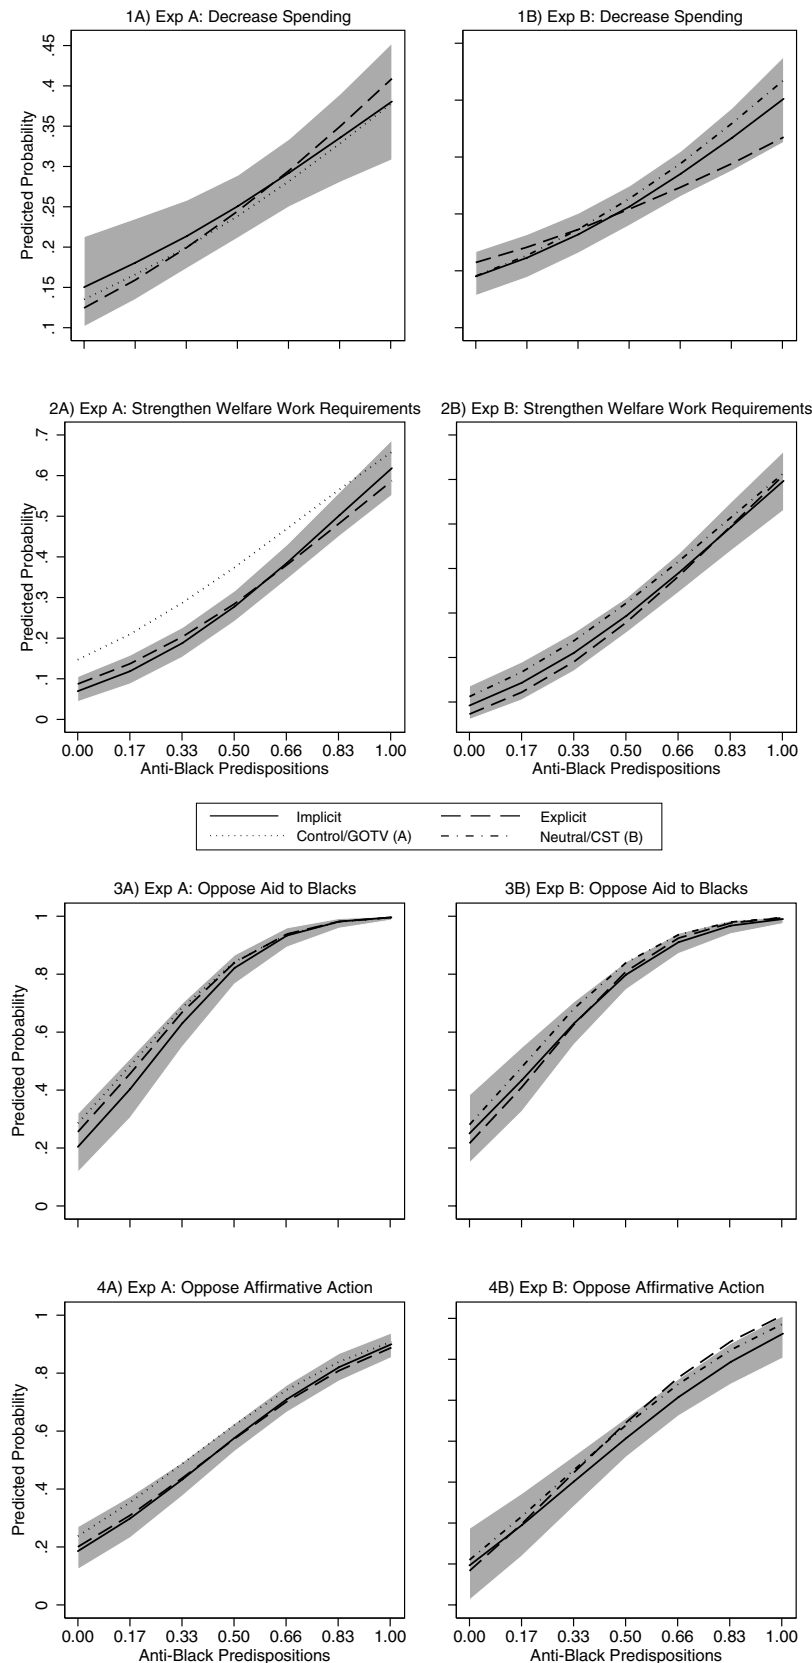 1A) Exp A: Decrease Spending
Predicted Probability
.45
.4
.35
.3
.25
.2
.15
.1
1B) Exp B: Decrease Spending
2A) Exp A: Strengthen Welfare Work Requirements
Predicted Probability
.7
.6
.5
.4
.3
.2
.1
0
0.00 0.17 0.33 0.50 0.66 0.83 1.00
Anti-Black Predispositions
2B) Exp B: Strengthen Welfare Work Requirements
0.00 0.17 0.33 0.50 0.66 0.83 1.00
Anti-Black Predispositions
Implicit
Explicit
Control/GOTV (A)
Neutral/CST (B)
3A) Exp A: Oppose Aid to Blacks
Predicted Probability
1
.8
.6
.4
.2
0
3B) Exp B: Oppose Aid to Blacks
4A) Exp A: Oppose Affirmative Action
Predicted Probability
1
.8
.6
.4
.2
0
0.00 0.17 0.33 0.50 0.66 0.83 1.00
Anti-Black Predispositions
4B) Exp B: Oppose Affirmative Action
0.00 0.17 0.33 0.50 0.66 0.83 1.00
Anti-Black Predispositions